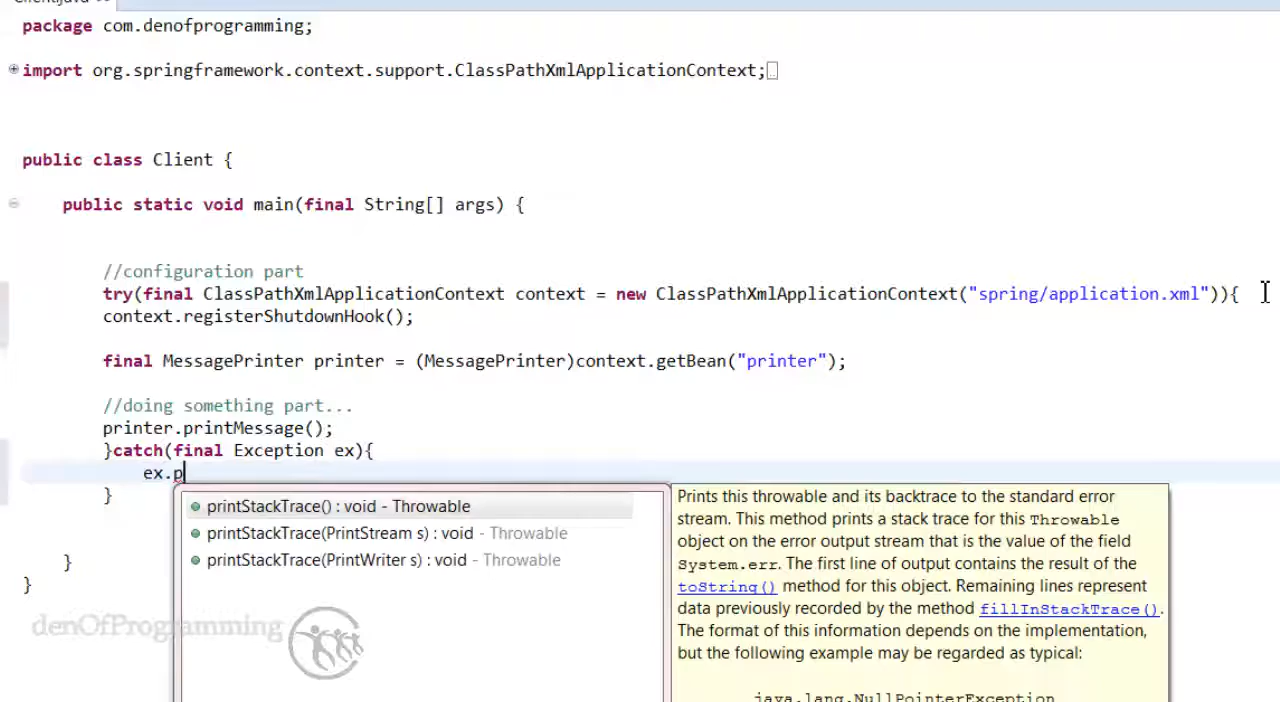 package com.denofprogramming;
import org.springframework.context.support.ClassPathXmlApplicationContext;
public class Client {
public static void main(final String[] args) {
//configuration part
try(final ClassPathXmlApplicationContext context = new ClassPathXmlApplicationContext("spring/application.xml")){
context.registerShutdownHook();
final MessagePrinter printer = (MessagePrinter)context.getBean("printer");
//doing something part...
printer.printMessage();
}catch(final Exception ex){
ex.p
}
}
}
printStackTrace() : void - Throwable
printStackTrace(PrintStream s) : void - Throwable
printStackTrace(PrintWriter s) : void - Throwable
Prints this throwable and its backtrace to the standard error
stream. This method prints a stack trace for this Throwable
object on the error output stream that is the value of the field
System.err. The first line of output contains the result of the
toString() method for this object. Remaining lines represent
data previously recorded by the method fillInStackTrace().
The format of this information depends on the implementation,
but the following example may be regarded as typical:
java.lang.NullPointerException
denOfProgramming